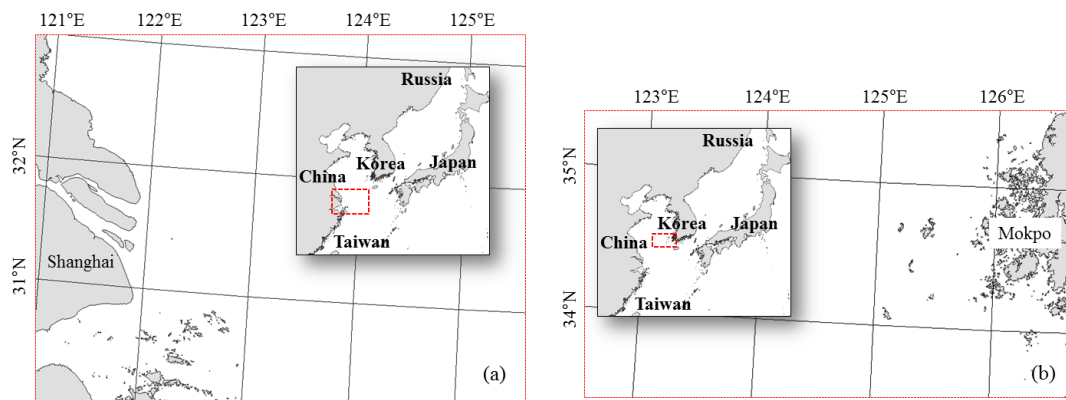 121°E 122°E 123°E 124°E 125°E
32°N
31°N
Shanghai
Russia
Korea
Japan
China
Taiwan
(a)
123°E 124°E 125°E 126°E
35°N
34°N
Russia
Korea
Japan
China
Taiwan
Mokpo
(b)